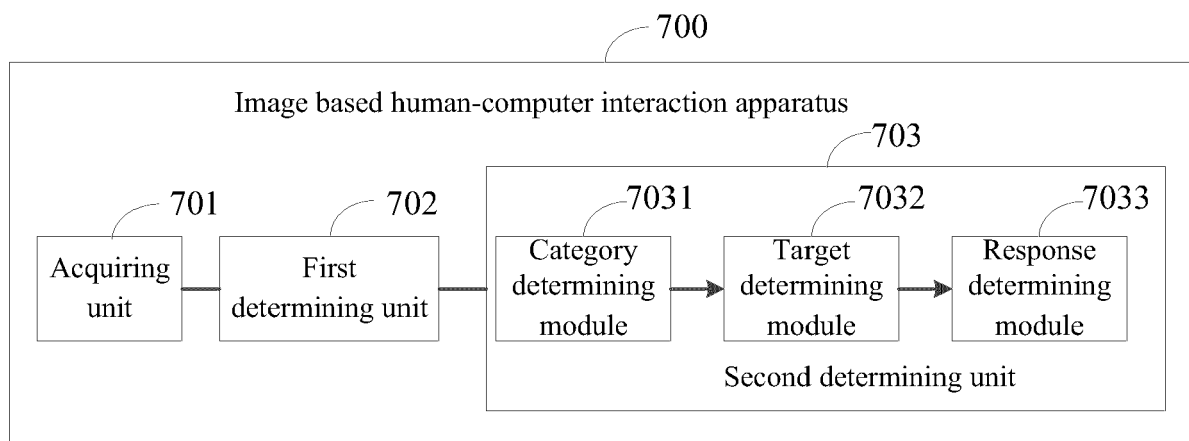 700
Image based human-computer interaction apparatus
703
701
702
7031
7032
7033
Acquiring
unit
First
determining unit
Category
determining
module
Target
determining
module
Response
determining
module
Second determining unit